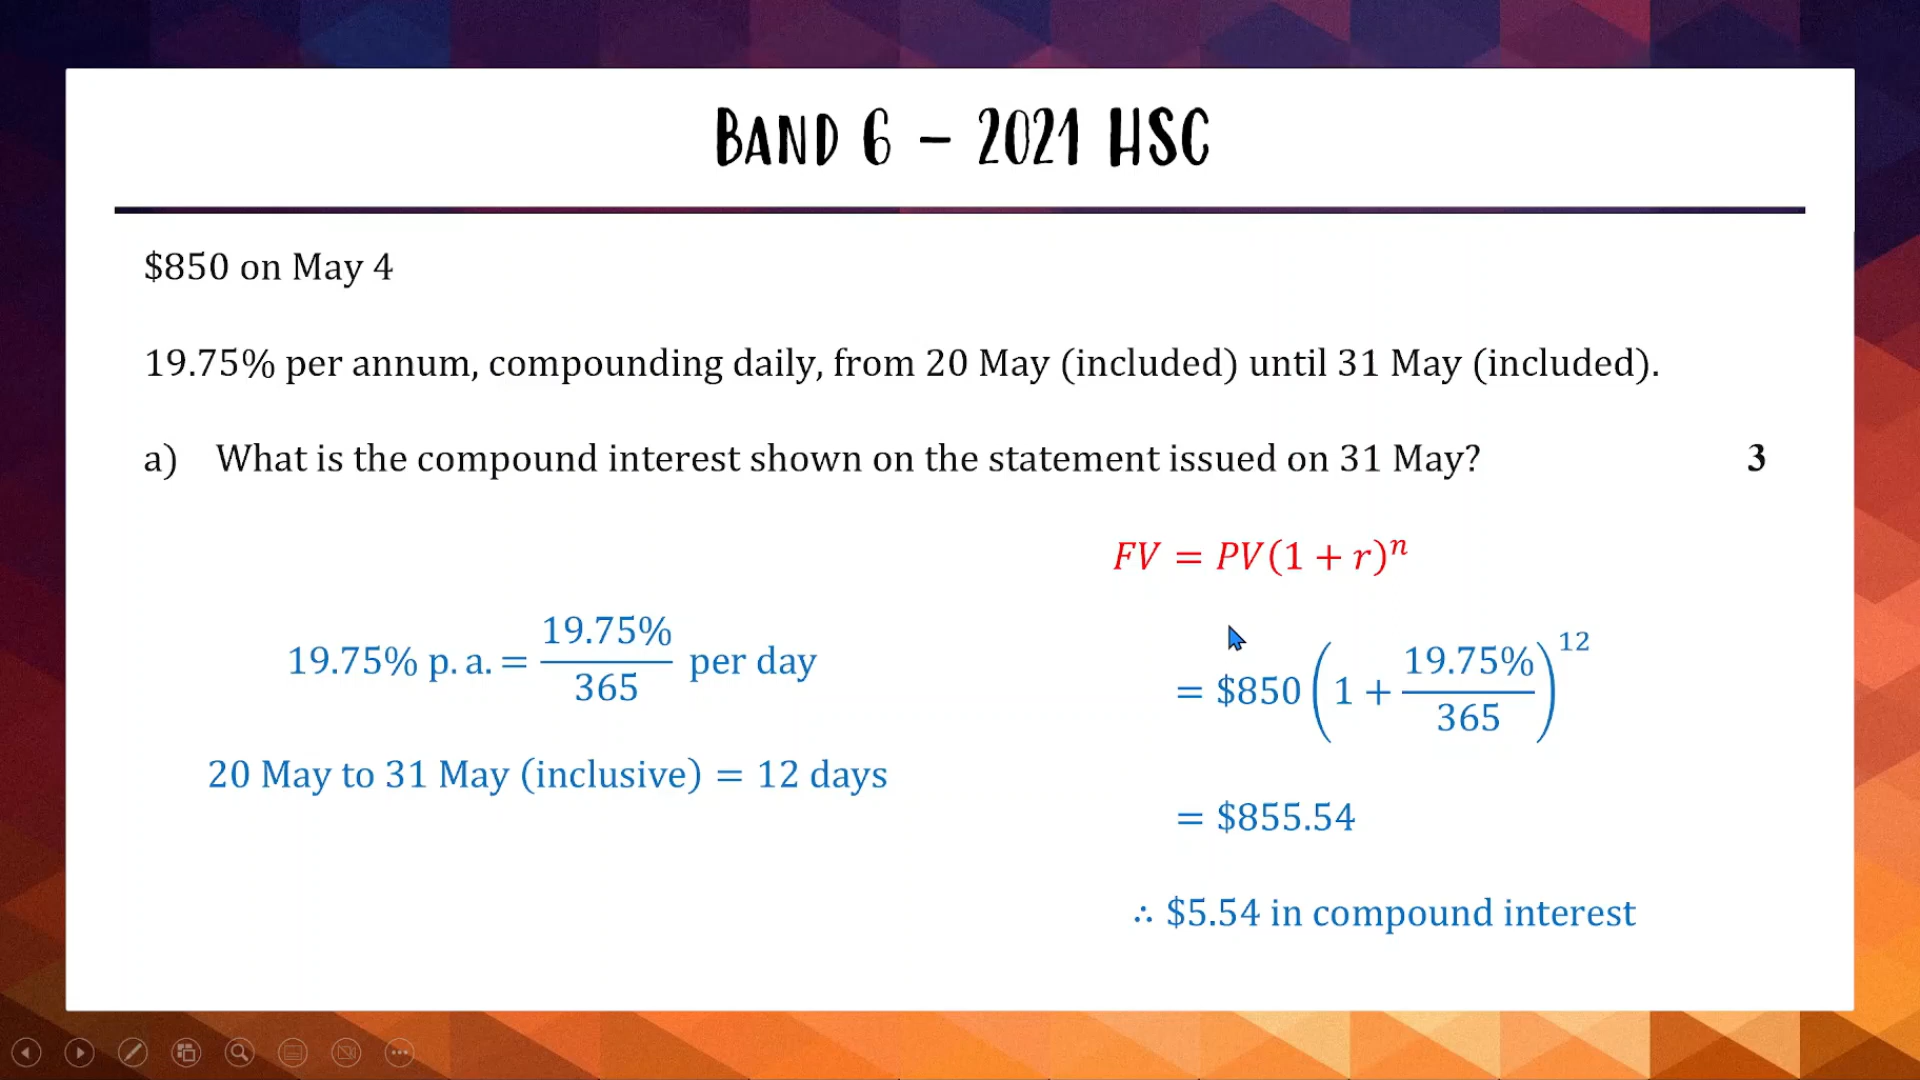 BAND 6 – 2021 HSC
$850 on May 4
19.75% per annum, compounding daily, from 20 May (included) until 31 May (included).
a) What is the compound interest shown on the statement issued on 31 May? 3
FV = PV(1 + r)^n
19.75% p. a. = 19.75%/365 per day
= $850(1 + 19.75%/365)^12
20 May to 31 May (inclusive) = 12 days
= $855.54
∴ $5.54 in compound interest